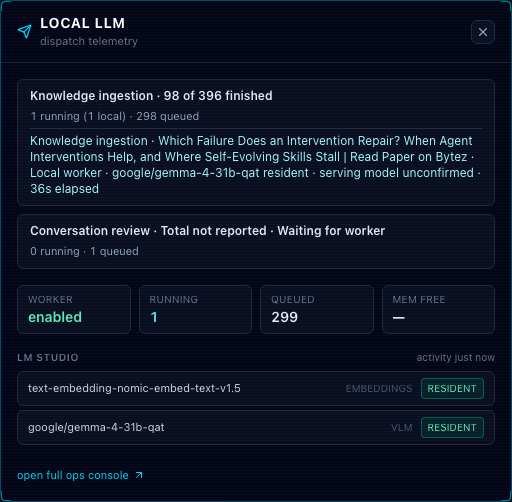 LOCAL LLM
dispatch telemetry
Knowledge ingestion · 98 of 396 finished
1 running (1 local) · 298 queued
Knowledge ingestion · Which Failure Does an Intervention Repair? When Agent
Interventions Help, and Where Self-Evolving Skills Stall | Read Paper on Bytez ·
Local worker · google/gemma-4-31b-qat resident · serving model unconfirmed ·
36s elapsed
Conversation review · Total not reported · Waiting for worker
0 running · 1 queued
WORKER
enabled
RUNNING
1
QUEUED
299
MEM FREE
—
LM STUDIO
activity just now
text-embedding-nomic-embed-text-v1.5
EMBEDDINGS
RESIDENT
google/gemma-4-31b-qat
VLM
RESIDENT
open full ops console ↗